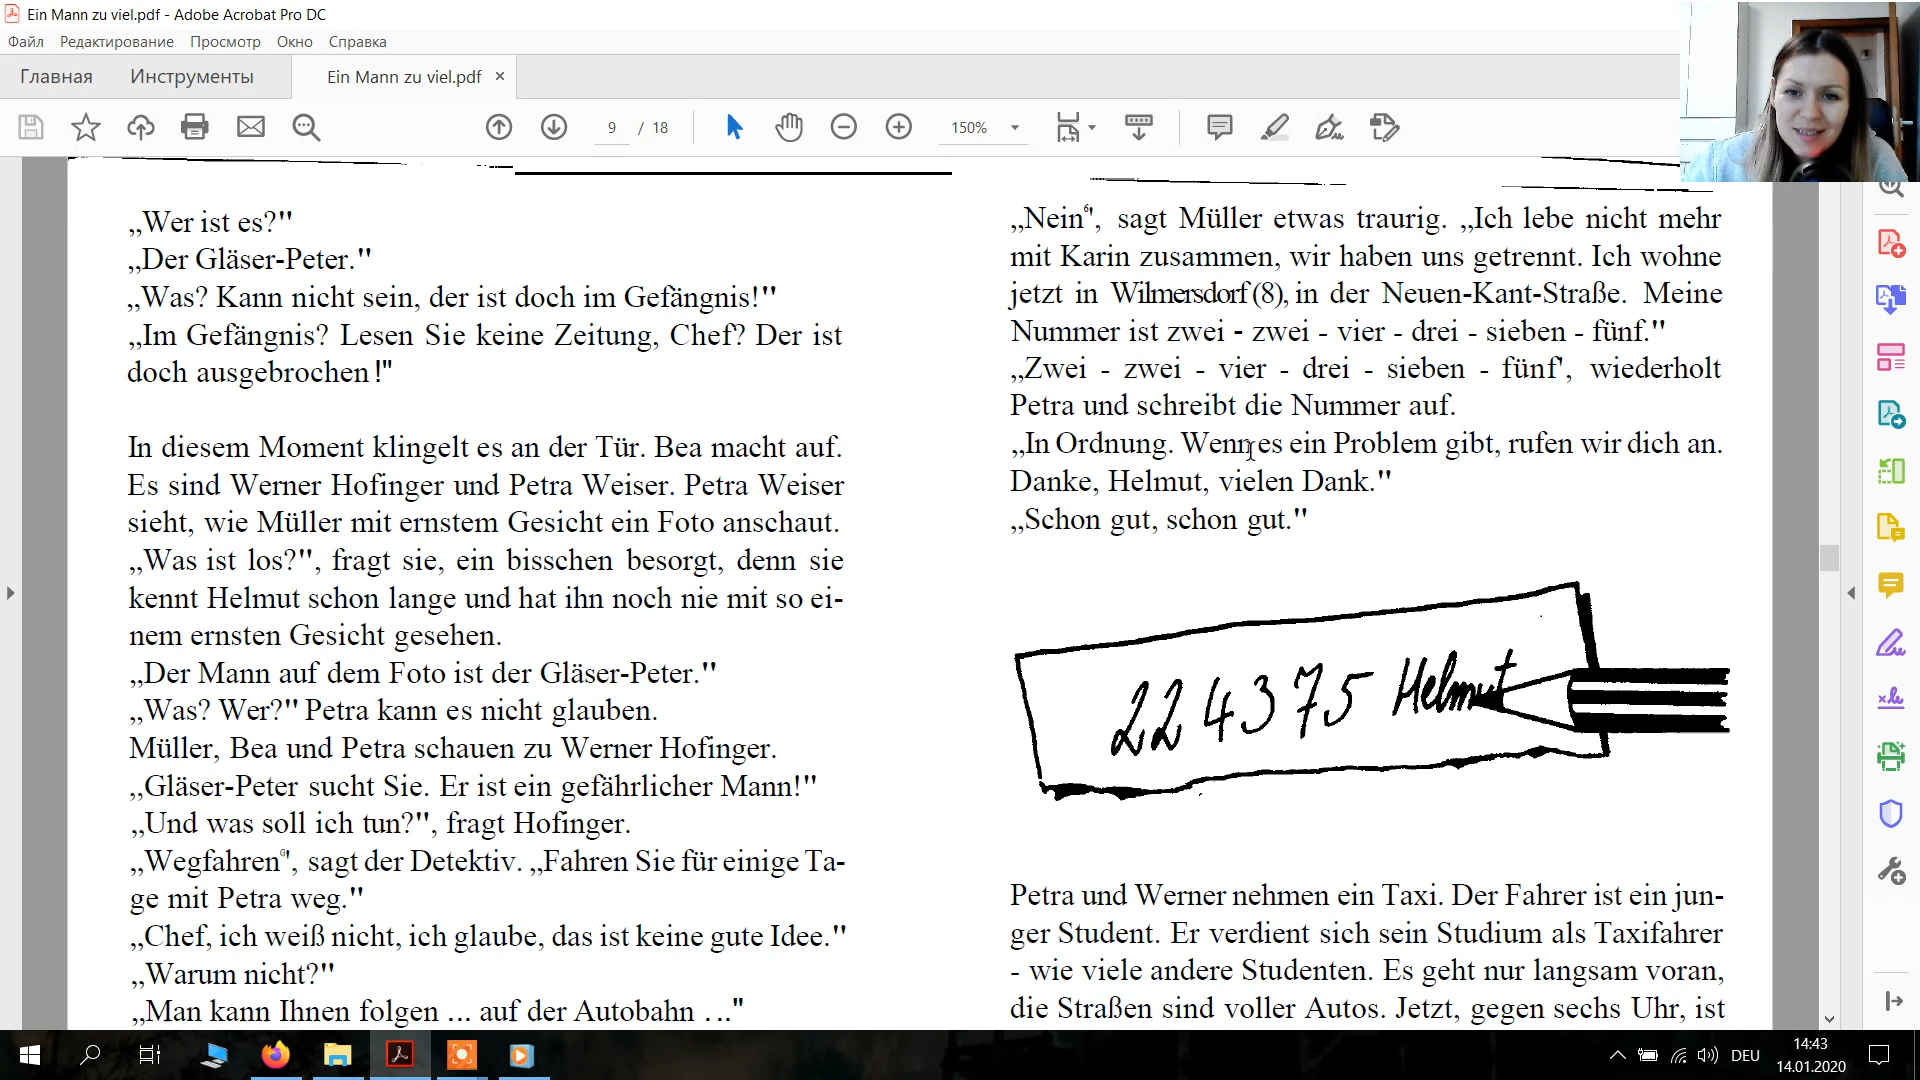 Ein Mann zu viel.pdf - Adobe Acrobat Pro DC
Файл Редактирование Просмотр Окно Справка
Главная Инструменты Ein Mann zu viel.pdf ×
9 / 18 150%
„Wer ist es?"
„Der Gläser-Peter."
„Was? Kann nicht sein, der ist doch im Gefängnis!"
„Im Gefängnis? Lesen Sie keine Zeitung, Chef? Der ist
doch ausgebrochen!"
In diesem Moment klingelt es an der Tür. Bea macht auf.
Es sind Werner Hofinger und Petra Weiser. Petra Weiser
sieht, wie Müller mit ernstem Gesicht ein Foto anschaut.
„Was ist los?", fragt sie, ein bisschen besorgt, denn sie
kennt Helmut schon lange und hat ihn noch nie mit so ei-
nem ernsten Gesicht gesehen.
„Der Mann auf dem Foto ist der Gläser-Peter."
„Was? Wer?" Petra kann es nicht glauben.
Müller, Bea und Petra schauen zu Werner Hofinger.
„Gläser-Peter sucht Sie. Er ist ein gefährlicher Mann!"
„Und was soll ich tun?", fragt Hofinger.
„Wegfahren", sagt der Detektiv. „Fahren Sie für einige Ta-
ge mit Petra weg."
„Chef, ich weiß nicht, ich glaube, das ist keine gute Idee."
„Warum nicht?"
„Man kann Ihnen folgen ... auf der Autobahn ..."
„Nein", sagt Müller etwas traurig. „Ich lebe nicht mehr
mit Karin zusammen, wir haben uns getrennt. Ich wohne
jetzt in Wilmersdorf (8), in der Neuen-Kant-Straße. Meine
Nummer ist zwei - zwei - vier - drei - sieben - fünf."
„Zwei - zwei - vier - drei - sieben - fünf', wiederholt
Petra und schreibt die Nummer auf.
„In Ordnung. Wenn es ein Problem gibt, rufen wir dich an.
Danke, Helmut, vielen Dank."
„Schon gut, schon gut."
224375 Helmut
Petra und Werner nehmen ein Taxi. Der Fahrer ist ein jun-
ger Student. Er verdient sich sein Studium als Taxifahrer
- wie viele andere Studenten. Es geht nur langsam voran,
die Straßen sind voller Autos. Jetzt, gegen sechs Uhr, ist
DEU
14:43
14.01.2020